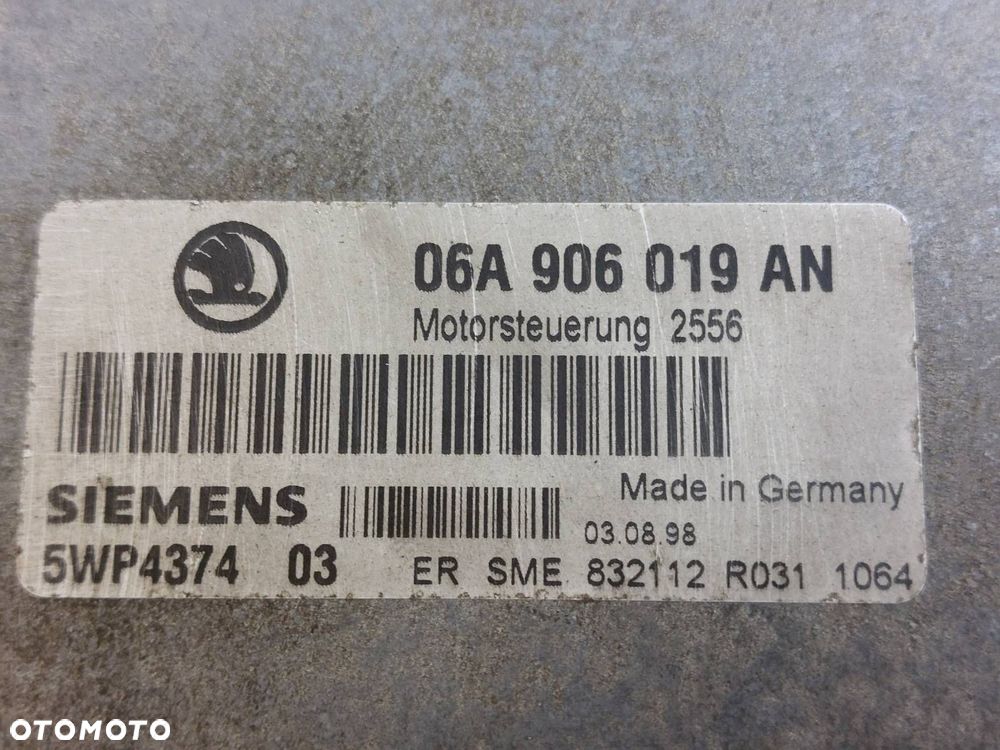 06A 906 019 AN
Motorsteuerung 2556
SIEMENS
Made in Germany
03.08.98
5WP4374 03
ER SME 832112 R031 1064
OTOMOTO